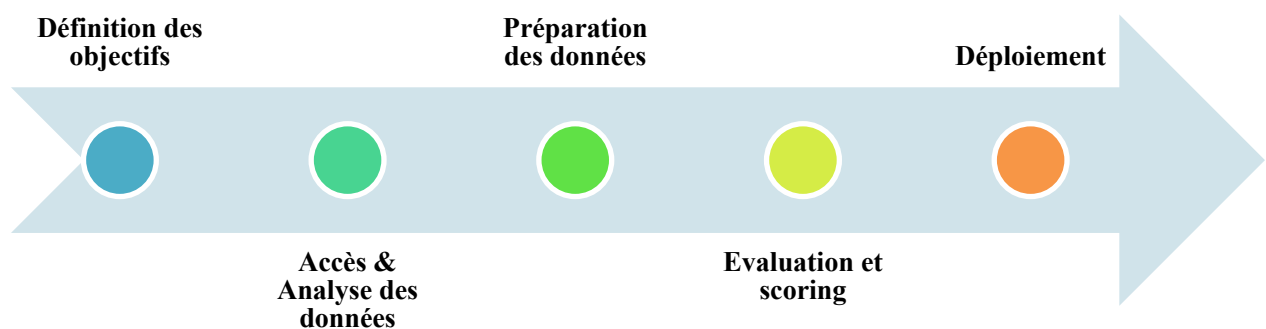 Définition des
objectifs
Accès &
Analyse des
données
Préparation
des données
Evaluation et
scoring
Déploiement